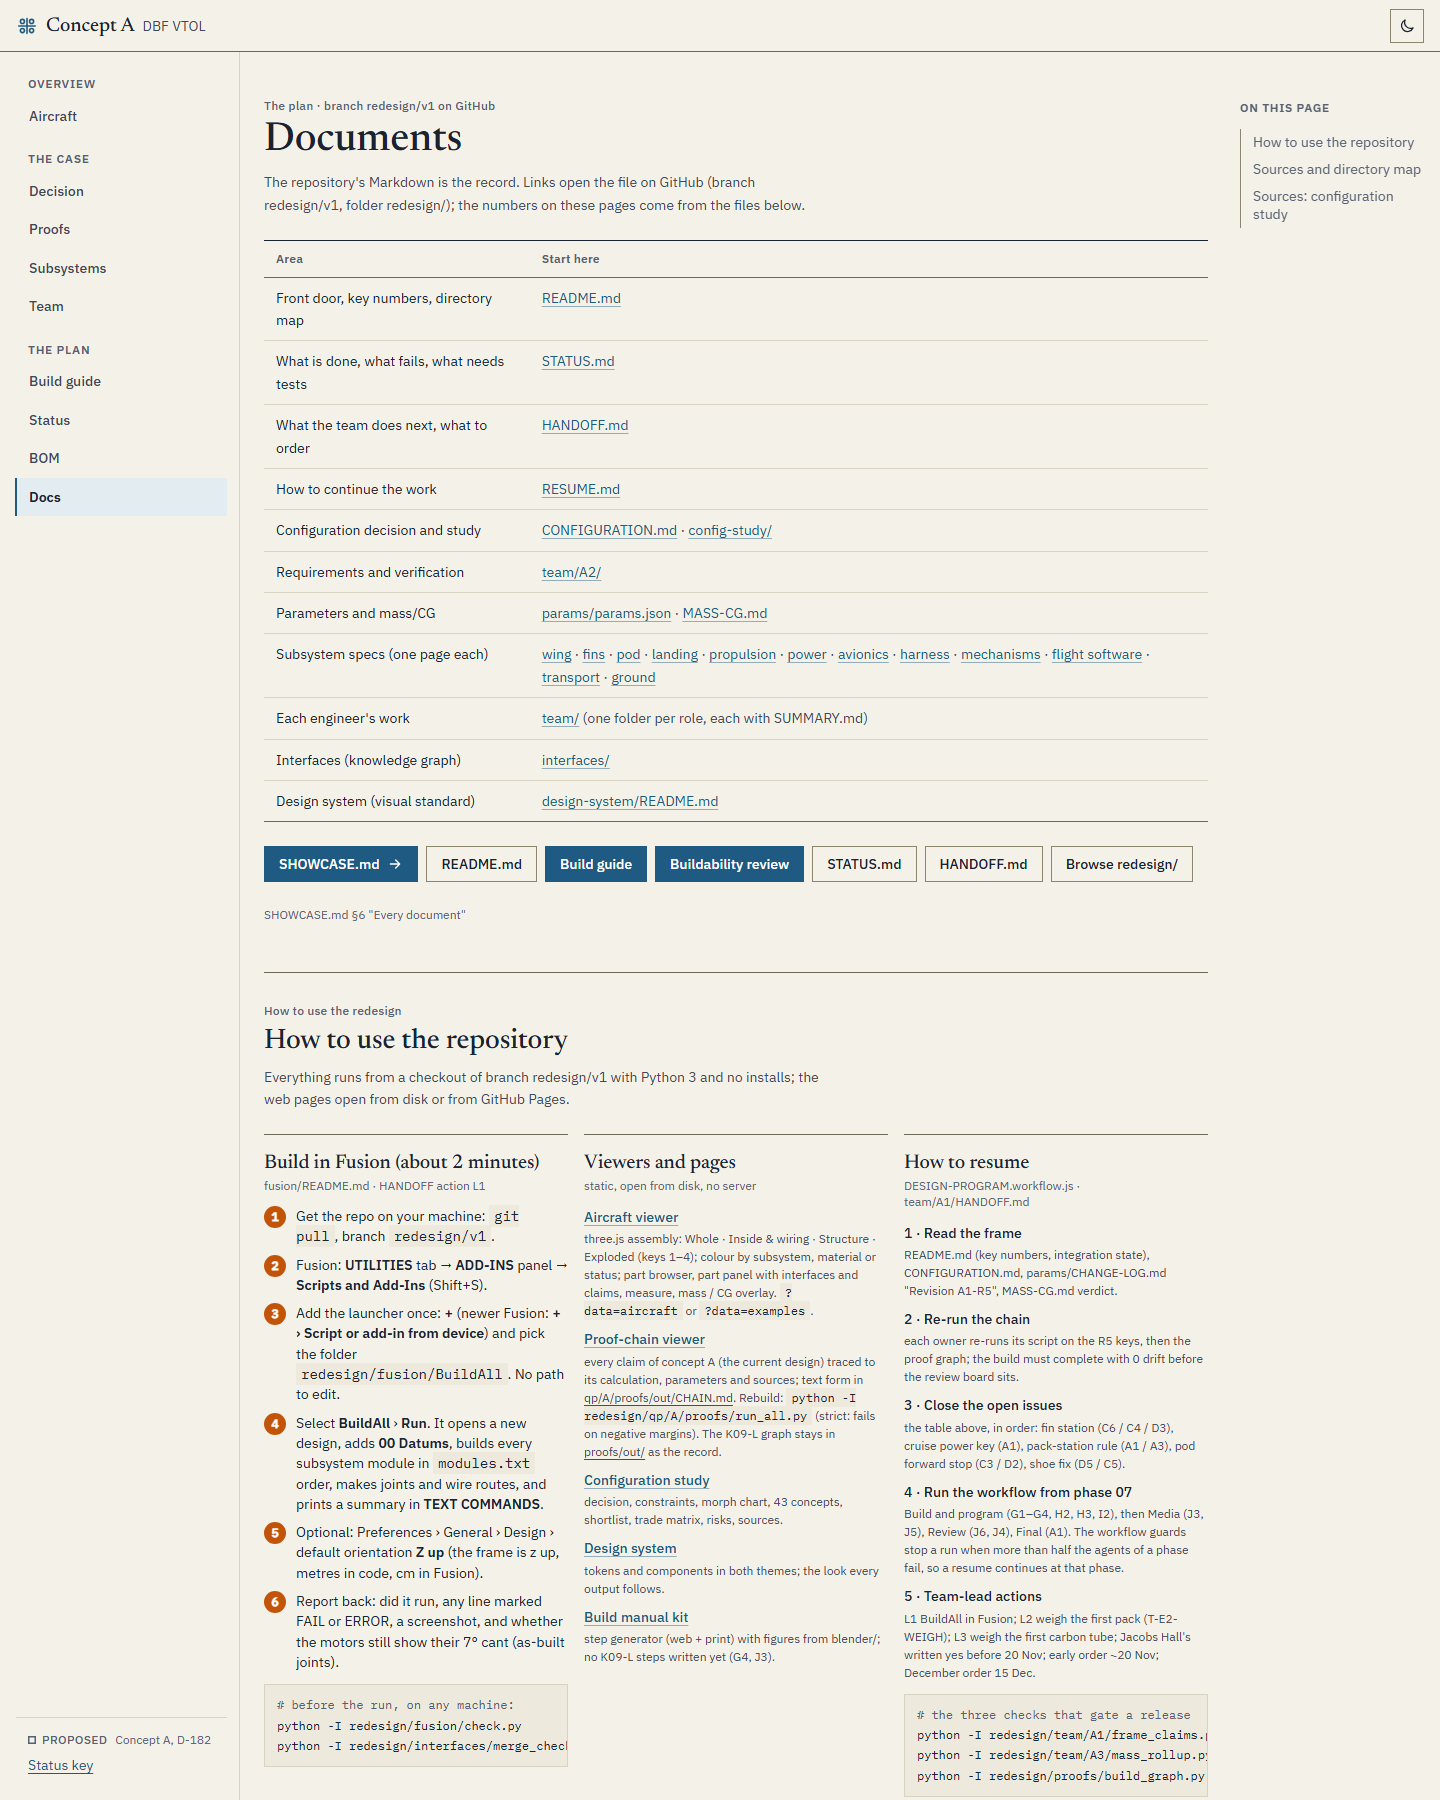 Concept A DBF VTOL
OVERVIEW
Aircraft
THE CASE
Decision
Proofs
Subsystems
Team
THE PLAN
Build guide
Status
BOM
Docs
PROPOSED Concept A, D-182
Status key
The plan · branch redesign/v1 on GitHub
Documents
The repository's Markdown is the record. Links open the file on GitHub (branch
redesign/v1, folder redesign/); the numbers on these pages come from the files below.
Area Start here
Front door, key numbers, directory
map
README.md
What is done, what fails, what needs
tests
STATUS.md
What the team does next, what to
order
HANDOFF.md
How to continue the work RESUME.md
Configuration decision and study CONFIGURATION.md · config-study/
Requirements and verification team/A2/
Parameters and mass/CG params/params.json · MASS-CG.md
Subsystem specs (one page each) wing · fins · pod · landing · propulsion · power · avionics · harness · mechanisms · flight software ·
transport · ground
Each engineer's work team/ (one folder per role, each with SUMMARY.md)
Interfaces (knowledge graph) interfaces/
Design system (visual standard) design-system/README.md
SHOWCASE.md → README.md Build guide Buildability review STATUS.md HANDOFF.md Browse redesign/
SHOWCASE.md §6 "Every document"
How to use the redesign
How to use the repository
Everything runs from a checkout of branch redesign/v1 with Python 3 and no installs; the
web pages open from disk or from GitHub Pages.
Build in Fusion (about 2 minutes)
fusion/README.md · HANDOFF action L1
1 Get the repo on your machine: git
pull , branch redesign/v1 .
2 Fusion: UTILITIES tab → ADD-INS panel →
Scripts and Add-Ins (Shift+S).
3 Add the launcher once: + (newer Fusion: +
› Script or add-in from device) and pick
the folder
redesign/fusion/BuildAll . No path
to edit.
4 Select BuildAll › Run. It opens a new
design, adds 00 Datums, builds every
subsystem module in modules.txt
order, makes joints and wire routes, and
prints a summary in TEXT COMMANDS.
5 Optional: Preferences › General › Design ›
default orientation Z up (the frame is z up,
metres in code, cm in Fusion).
6 Report back: did it run, any line marked
FAIL or ERROR, a screenshot, and whether
the motors still show their 7° cant (as-built
joints).
# before the run, on any machine:
python -I redesign/fusion/check.py
python -I redesign/interfaces/merge_chec
Viewers and pages
static, open from disk, no server
Aircraft viewer
three.js assembly: Whole · Inside & wiring · Structure ·
Exploded (keys 1–4); colour by subsystem, material or
status; part browser, part panel with interfaces and
claims, measure, mass / CG overlay. ?
data=aircraft or ?data=examples .
Proof-chain viewer
every claim of concept A (the current design) traced to
its calculation, parameters and sources; text form in
qp/A/proofs/out/CHAIN.md. Rebuild: python -I
redesign/qp/A/proofs/run_all.py (strict: fails
on negative margins). The K09-L graph stays in
proofs/out/ as the record.
Configuration study
decision, constraints, morph chart, 43 concepts,
shortlist, trade matrix, risks, sources.
Design system
tokens and components in both themes; the look every
output follows.
Build manual kit
step generator (web + print) with figures from blender/;
no K09-L steps written yet (G4, J3).
How to resume
DESIGN-PROGRAM.workflow.js ·
team/A1/HANDOFF.md
1 · Read the frame
README.md (key numbers, integration state),
CONFIGURATION.md, params/CHANGE-LOG.md
"Revision A1-R5", MASS-CG.md verdict.
2 · Re-run the chain
each owner re-runs its script on the R5 keys, then the
proof graph; the build must complete with 0 drift before
the review board sits.
3 · Close the open issues
the table above, in order: fin station (C6 / C4 / D3),
cruise power key (A1), pack-station rule (A1 / A3), pod
forward stop (C3 / D2), shoe fix (D5 / C5).
4 · Run the workflow from phase 07
Build and program (G1–G4, H2, H3, I2), then Media (J3,
J5), Review (J6, J4), Final (A1). The workflow guards
stop a run when more than half the agents of a phase
fail, so a resume continues at that phase.
5 · Team-lead actions
L1 BuildAll in Fusion; L2 weigh the first pack (T-E2-
WEIGH); L3 weigh the first carbon tube; Jacobs Hall's
written yes before 20 Nov; early order ~20 Nov;
December order 15 Dec.
# the three checks that gate a release
python -I redesign/team/A1/frame_claims.p
python -I redesign/team/A3/mass_rollup.py
python -I redesign/proofs/build_graph.py
ON THIS PAGE
How to use the repository
Sources and directory map
Sources: configuration
study